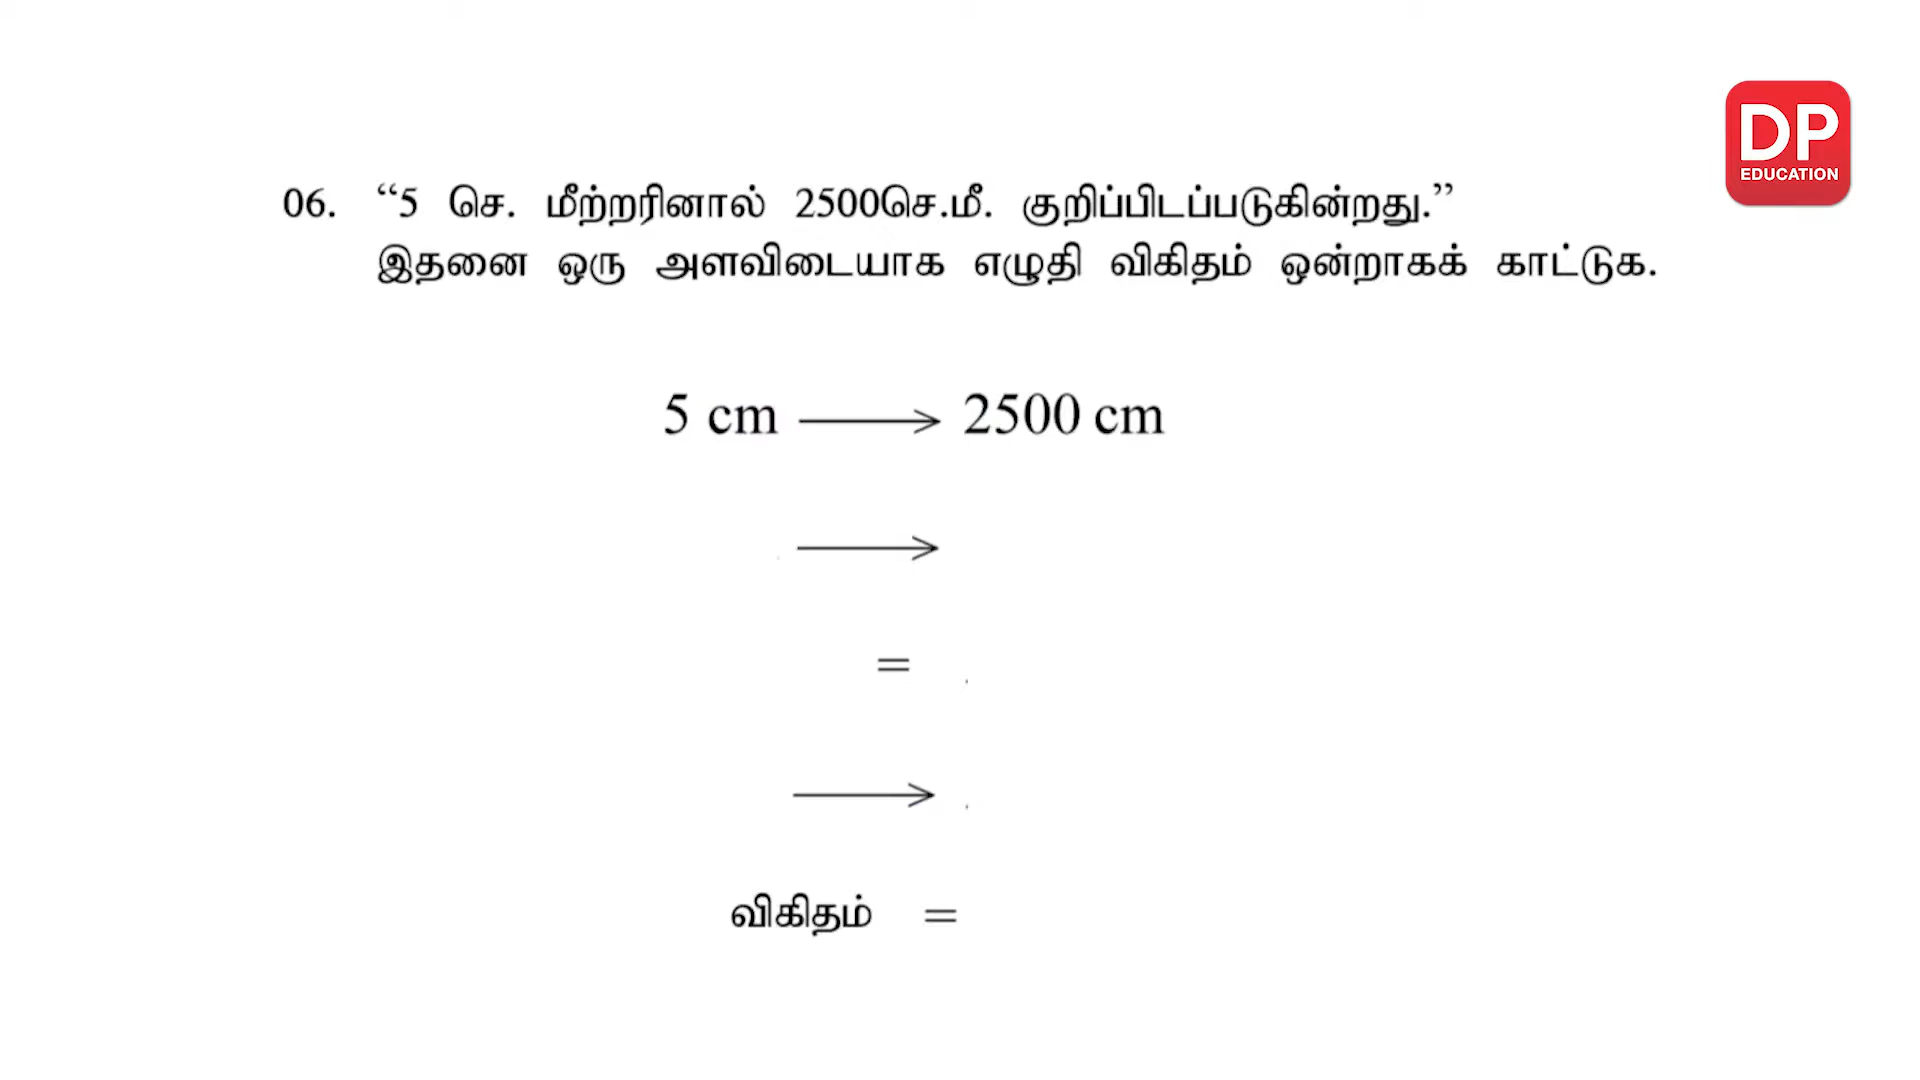 DP
EDUCATION
06. “5 செ. மீற்றரினால் 2500செ.மீ. குறிப்பிடப்படுகின்றது.”
இதனை ஒரு அளவிடையாக எழுதி விகிதம் ஒன்றாகக் காட்டுக.
5 cm ⟶ 2500 cm
⟶
=
⟶
விகிதம் =